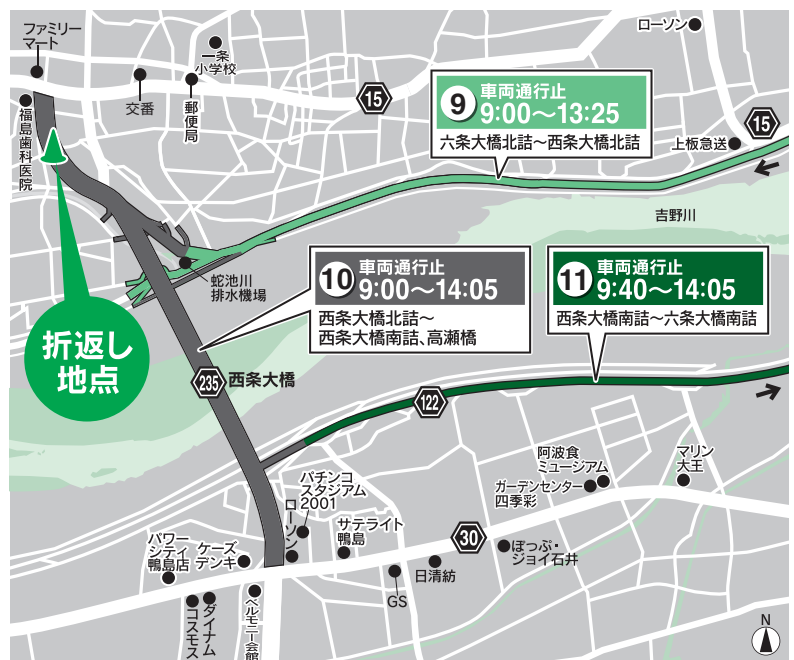 ファミリー
マート
一条
小学校
ローソン
交番
郵便局
15
9
車両通行止
9:00～13:25
六条大橋北詰～西条大橋北詰
15
上板急送
福島歯科医院
吉野川
蛇池川
排水機場
10
車両通行止
9:00～14:05
西条大橋北詰～
西条大橋南詰、高瀬橋
11
車両通行止
9:40～14:05
西条大橋南詰～六条大橋南詰
折返し
地点
235
西条大橋
122
阿波食
ミュージアム
マリン
大王
ガーデンセンター
四季彩
パチンコ
スタジアム
2001
ローソン
サテライト
鴨島
30
ぽっぷ・
ジョイ石井
パワー
シティ
鴨島店
ケーズ
デンキ
日清紡
GS
コスモス
ダイナム
ベルモニー会館
N